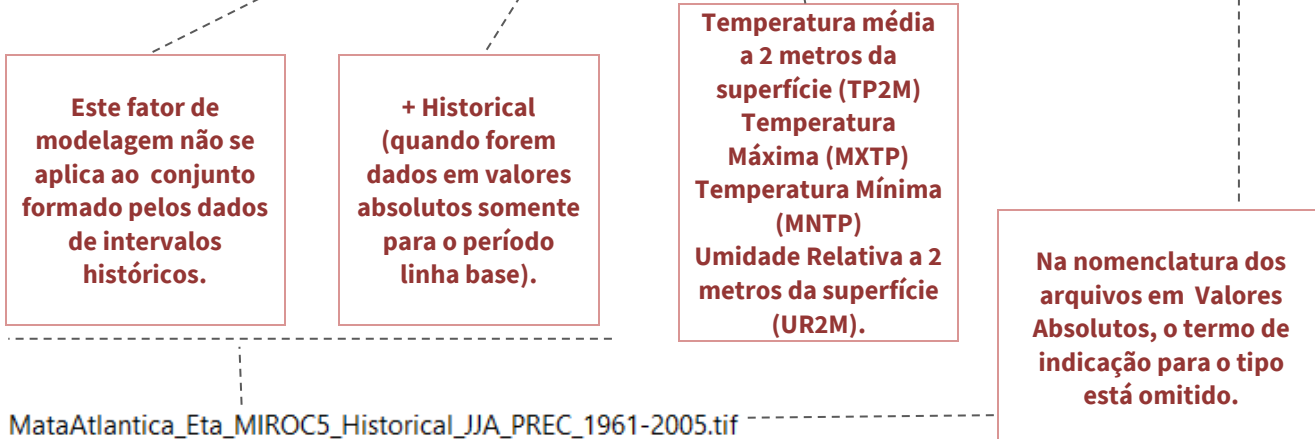 Este fator de
modelagem não se
aplica ao conjunto
formado pelos dados
de intervalos
históricos.
+ Historical
(quando forem
dados em valores
absolutos somente
para o período
linha base).
Temperatura média
a 2 metros da
superfície (TP2M)
Temperatura
Máxima (MXTP)
Temperatura Mínima
(MNTP)
Umidade Relativa a 2
metros da superfície
(UR2M).
Na nomenclatura dos
arquivos em Valores
Absolutos, o termo de
indicação para o tipo
está omitido.
MataAtlantica_Eta_MIROC5_Historical_JJA_PREC_1961-2005.tif